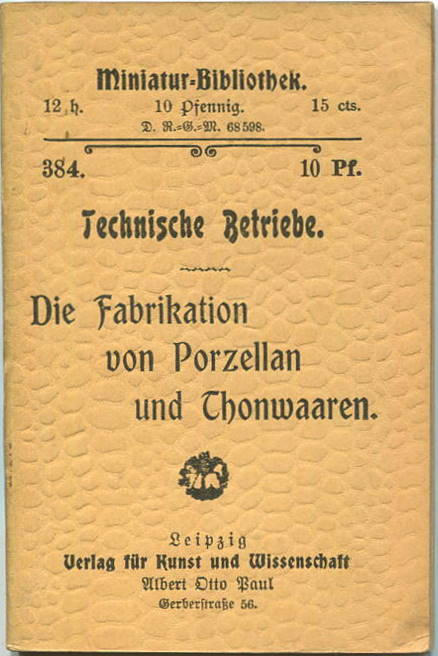 Miniatur-Bibliothek.
12 h. 10 Pfennig. 15 cts.
D. R.-G.-M. 68598.
384. 10 Pf.
Technische Betriebe.
Die Fabrikation
von Porzellan
und Thonwaaren.
Leipzig
Verlag für Kunst und Wissenschaft
Albert Otto Paul
Gerberstraße 56.